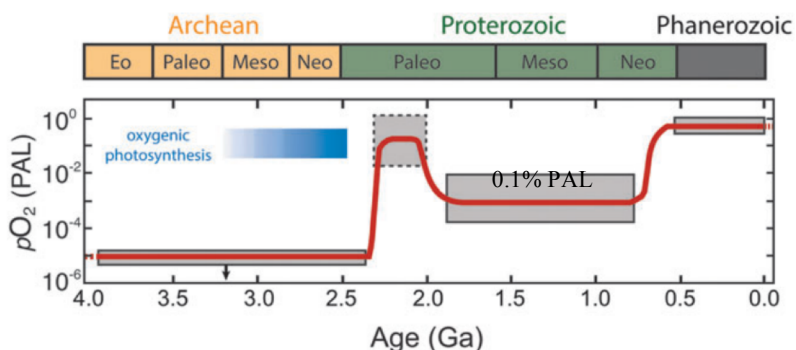 Archean Proterozoic Phanerozoic
Eo Paleo Meso Neo Paleo Meso Neo
10⁰
oxygenic
photosynthesis
10⁻²
0.1% PAL
10⁻⁴
10⁻⁶
pO₂ (PAL)
4.0 3.5 3.0 2.5 2.0 1.5 1.0 0.5 0.0
Age (Ga)